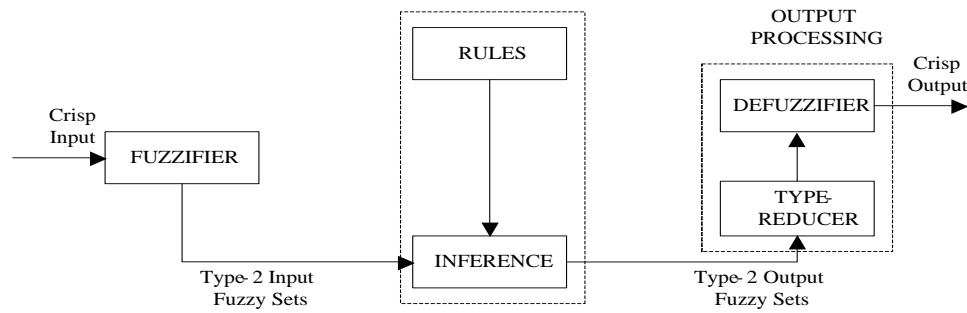 OUTPUT
PROCESSING
RULES
Crisp
Output
DEFUZZIFIER
Crisp
Input
FUZZIFIER
TYPE-
REDUCER
INFERENCE
Type-2 Input
Fuzzy Sets
Type-2 Output
Fuzzy Sets